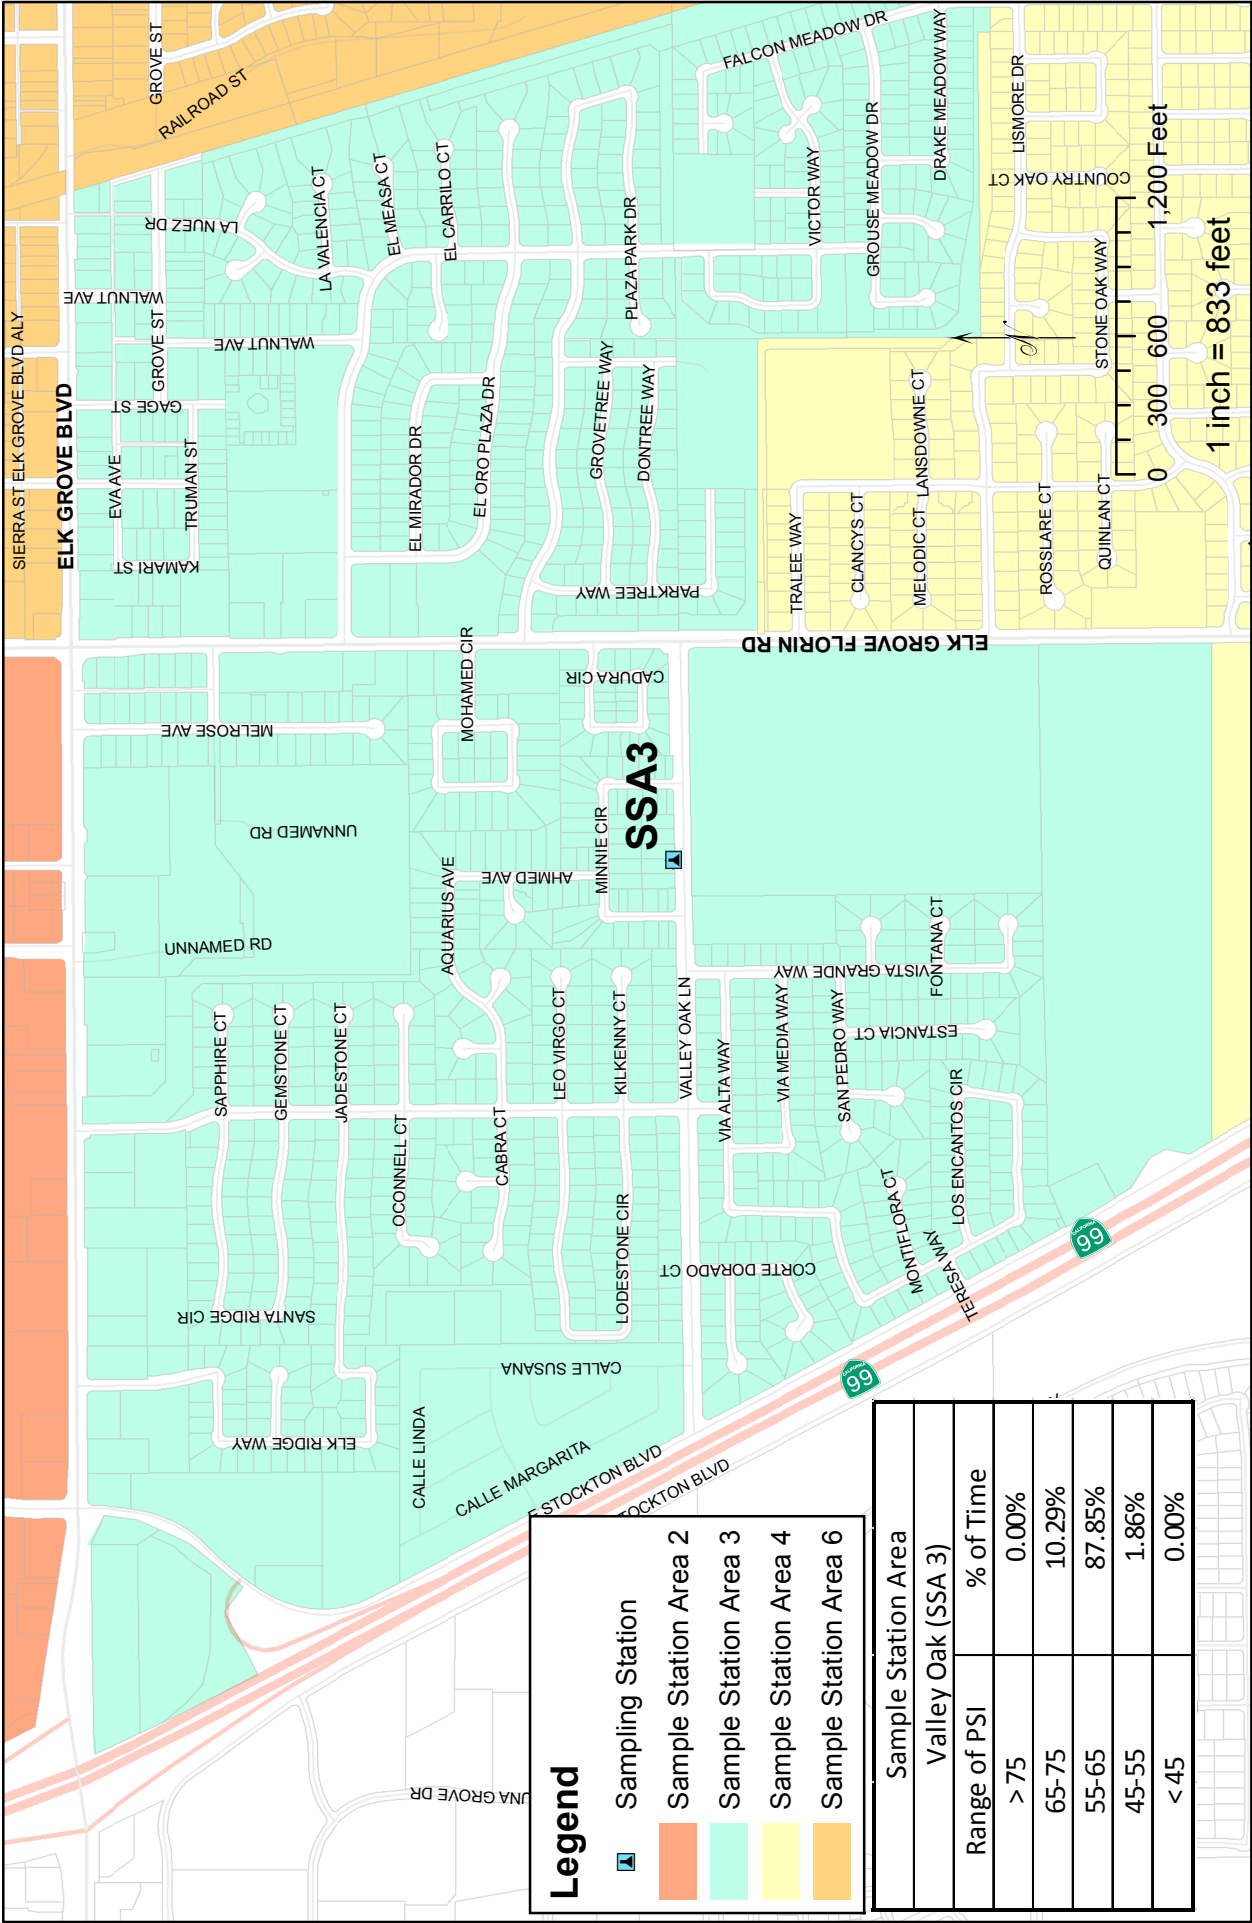 SIERRA ST ELK GROVE BLVD ALY
ELK GROVE BLVD
GROVE ST
RAILROAD ST
LA NUEZ DR
LA VALENCIA CT
EL MEASA CT
EL CARRILO CT
WALNUT AVE
WALNUT AVE
GROVE ST
GAGE ST
EVA AVE
TRUMAN ST
KAMARI ST
EL MIRADOR DR
EL ORO PLAZA DR
GROVETREE WAY
DONTREE WAY
PARKTREE WAY
PLAZA PARK DR
FALCON MEADOW DR
VICTOR WAY
GROUSE MEADOW DR
DRAKE MEADOW WAY
LISMORE DR
COUNTRY OAK CT
STONE OAK WAY
TRALEE WAY
CLANCYS CT
MELODIC CT
LANSDOWNE CT
ROSSLARE CT
QUINLAN CT
N
0 300 600 1,200 Feet
1 inch = 833 feet
ELK GROVE FLORIN RD
MELROSE AVE
MOHAMED CIR
CADURA CIR
SSA3
UNNAMED RD
UNNAMED RD
AQUARIUS AVE
AHMED AVE
MINNIE CIR
SAPPHIRE CT
GEMSTONE CT
JADESTONE CT
OCONNELL CT
CABRA CT
LEO VIRGO CT
KILKENNY CT
VALLEY OAK LN
LODESTONE CIR
SANTA RIDGE CIR
ELK RIDGE WAY
CALLE SUSANA
CALLE LINDA
CALLE MARGARITA
E STOCKTON BLVD
STOCKTON BLVD
VIA ALTA WAY
VIA MEDIA WAY
SAN PEDRO WAY
VISTA GRANDE WAY
FONTANA CT
ESTANCIA CT
LOS ENCANTOS CIR
MONTIFLORA CT
TERESA WAY
CORTE DORADO CT
CALIFORNIA
99
CALIFORNIA
99
UNA GROVE DR
Legend
Sampling Station
Sample Station Area 2
Sample Station Area 3
Sample Station Area 4
Sample Station Area 6
Sample Station Area
Valley Oak (SSA 3)
Range of PSI % of Time
>75 0.00%
65-75 10.29%
55-65 87.85%
45-55 1.86%
<45 0.00%